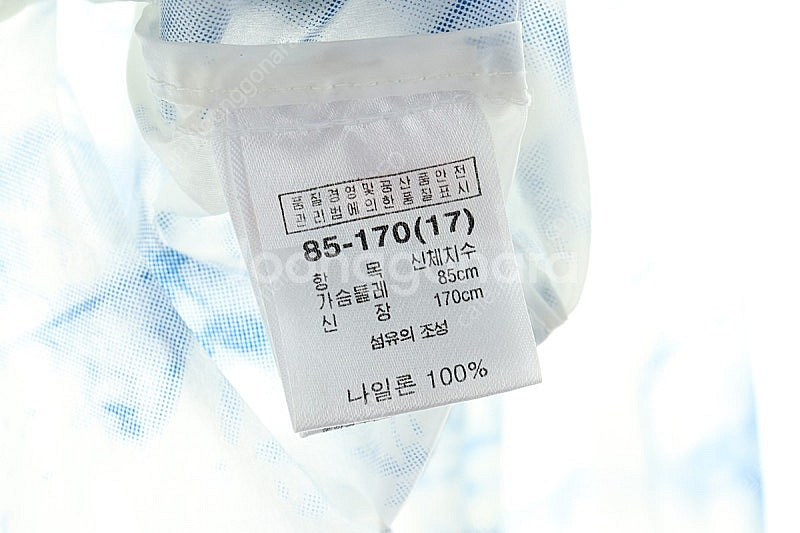 품질경영및공산품안전
관리법에의한품질표시
85-170(17)
항 목 신체치수
가슴둘레 85cm
신 장 170cm
섬유의 조성
나일론 100%
joonggonara